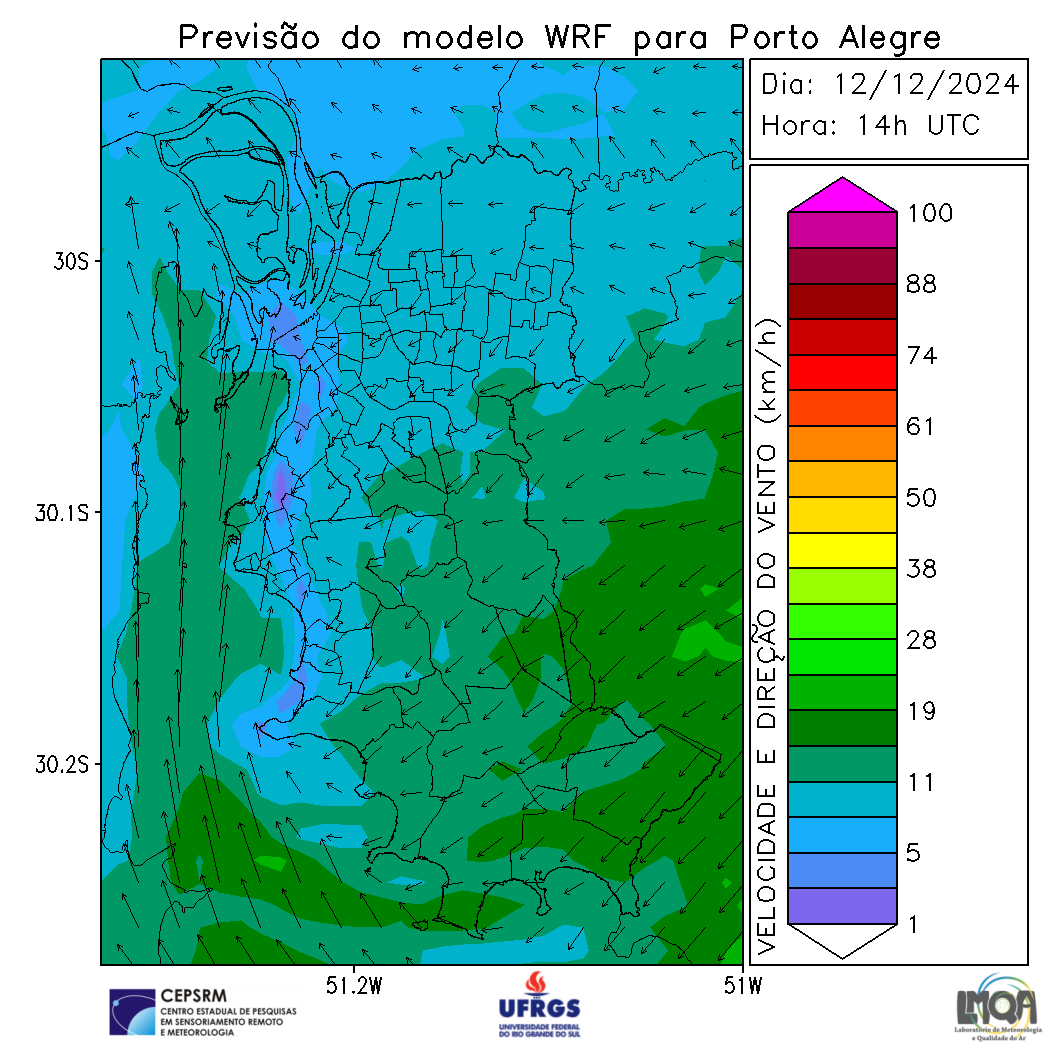 Previsão do modelo WRF para Porto Alegre
Dia: 12/12/2024
Hora: 14h UTC
30S
30.1S
30.2S
51.2W
51W
VELOCIDADE E DIREÇÃO DO VENTO (km/h)
100
88
74
61
50
38
28
19
11
5
1
CEPSRM
CENTRO ESTADUAL DE PESQUISAS
EM SENSORIAMENTO REMOTO
E METEOROLOGIA
UFRGS
UNIVERSIDADE FEDERAL
DO RIO GRANDE DO SUL
LMQA
Laboratório de Meteorologia
e Qualidade do Ar